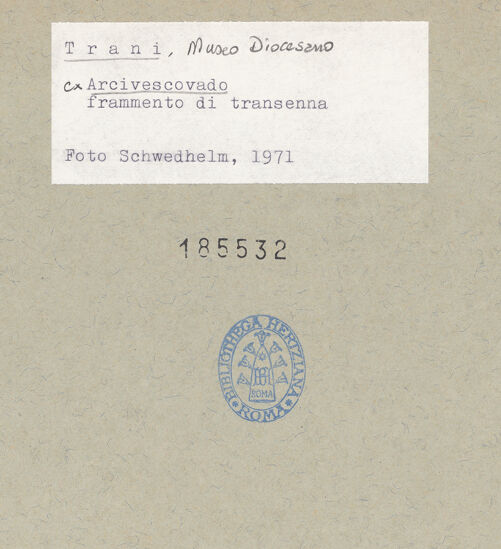 Trani, Museo Diocesano
ex Arcivescovado
frammento di transenna
Foto Schwedhelm, 1971
185532
BIBLIOTHECA HERTZIANA
ROMA
* ROMA *